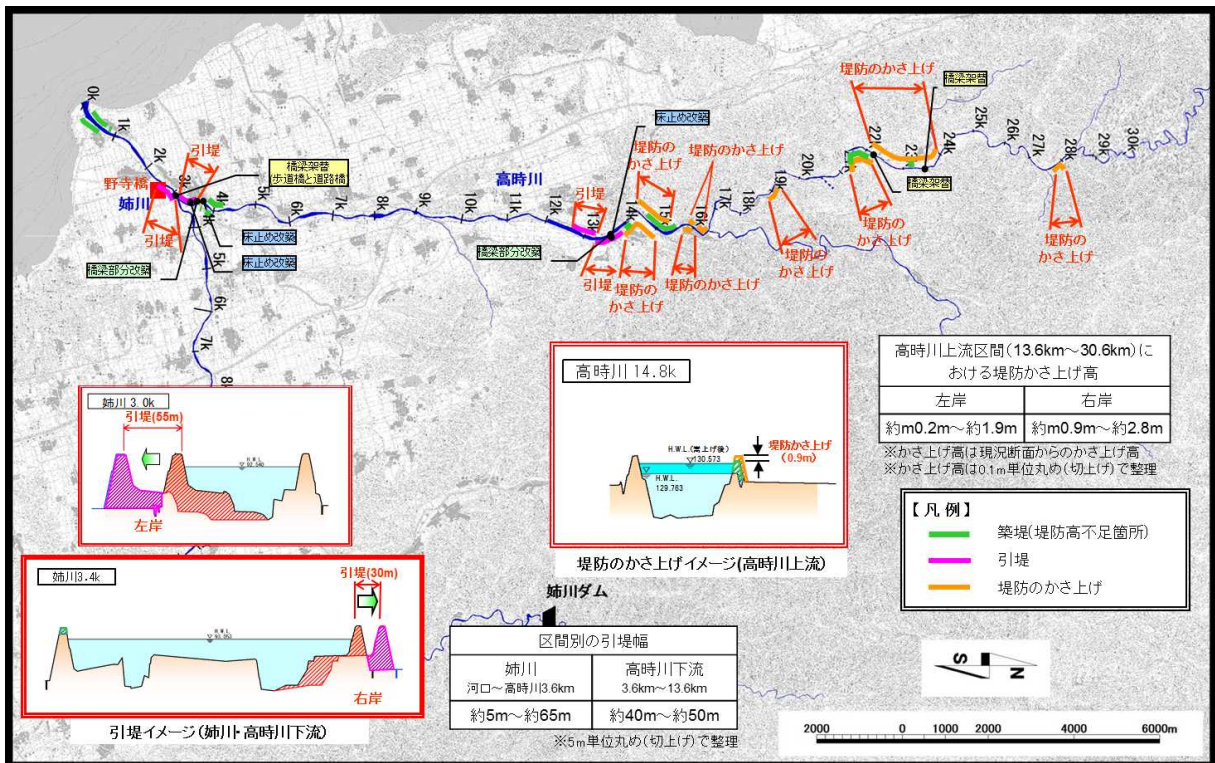 0k
1k
2k
3k
4k
5k
6k
7k
8k
9k
10k
11k
12k
13k
14k
15k
16k
17k
18k
19k
20k
22k
23
24k
25k
26k
27k
28k
29k
30k
5k
6k
7k
8k
引堤
野寺橋
姉川
引堤
橋梁架替
歩道橋と道路橋
床止め改築
床止め改築
橋梁部分改築
高時川
床止め改築
引堤
橋梁部分改築
引堤
堤防の
かさ上げ
堤防のかさ上げ
堤防の
かさ上げ
堤防のかさ上げ
堤防の
かさ上げ
堤防のかさ上げ
橋梁架替
橋梁架替
堤防の
かさ上げ
堤防の
かさ上げ
姉川 3.0k
引堤(55m)
H.W.L.
92.540
左岸
姉川3.4k
引堤(30m)
H.W.L.
右岸
引堤イメージ(姉川・高時川下流)
高時川 14.8k
H.W.L.(嵩上げ後)
130.573
H.W.L.
129.763
堤防かさ上げ
(0.9m)
堤防のかさ上げイメージ(高時川上流)
姉川ダム
区間別の引堤幅
姉川
河口～高時川3.6km
高時川下流
3.6km～13.6km
約5m～約65m
約40m～約50m
※5m単位丸め(切上げ)で整理
高時川上流区間(13.6km～30.6km)に
おける堤防かさ上げ高
左岸
右岸
約m0.2m～約1.9m
約m0.9m～約2.8m
※かさ上げ高は現況断面からのかさ上げ高
※かさ上げ高は0.1m単位丸め(切上げ)で整理
【凡例】
築堤(堤防高不足箇所)
引堤
堤防のかさ上げ
S
N
2000
0
2000
4000
6000m